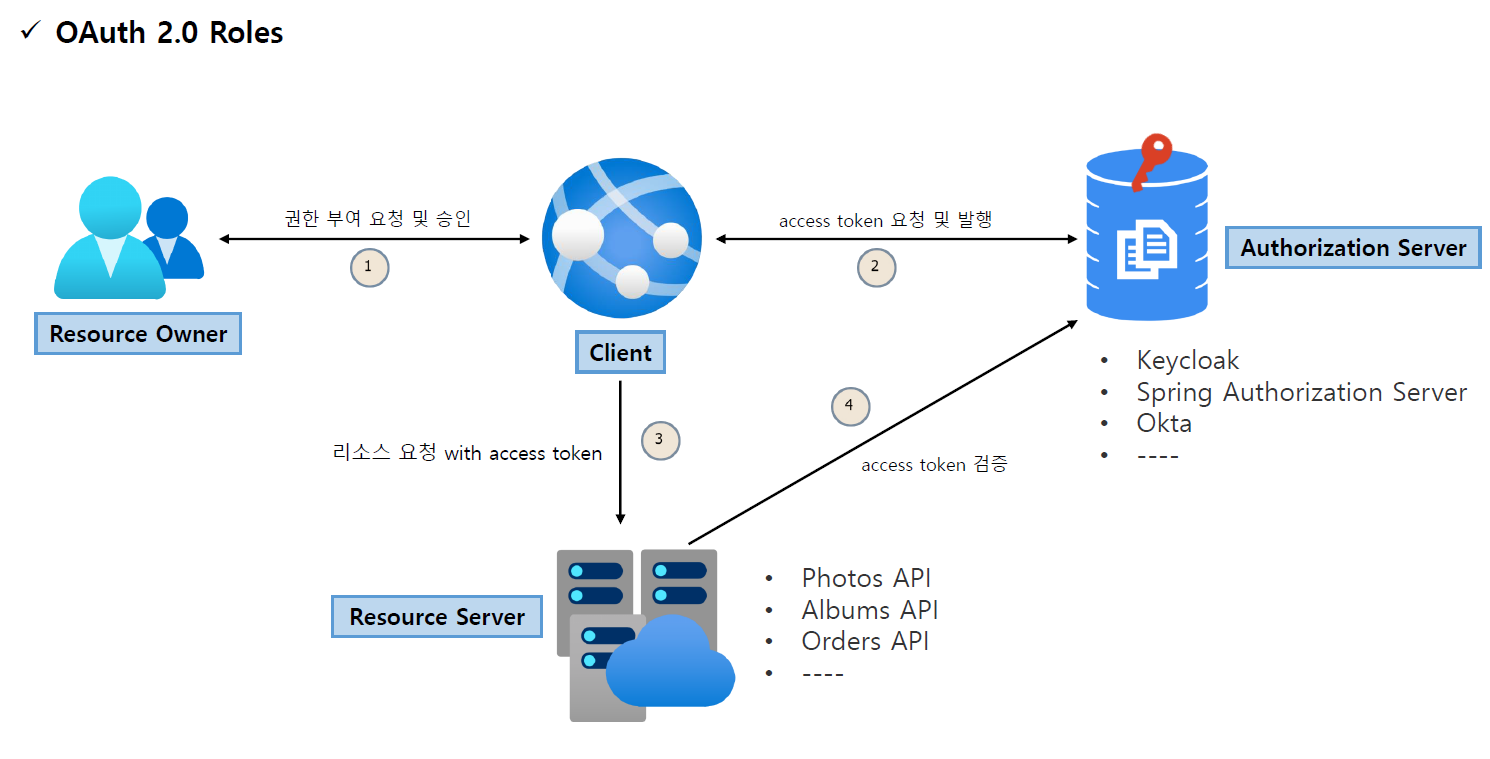 ✓ OAuth 2.0 Roles
권한 부여 요청 및 승인
1
access token 요청 및 발행
2
Authorization Server
Resource Owner
Client
• Keycloak
• Spring Authorization Server
• Okta
• ----
4
3
리소스 요청 with access token
access token 검증
Resource Server
• Photos API
• Albums API
• Orders API
• ----